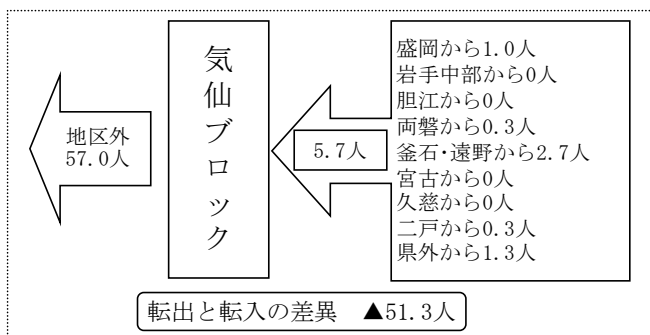 地区外
57.0人
気仙ブロック
5.7人
盛岡から1.0人
岩手中部から0人
胆江から0人
両磐から0.3人
釜石・遠野から2.7人
宮古から0人
久慈から0人
二戸から0.3人
県外から1.3人
転出と転入の差異　▲51.3人